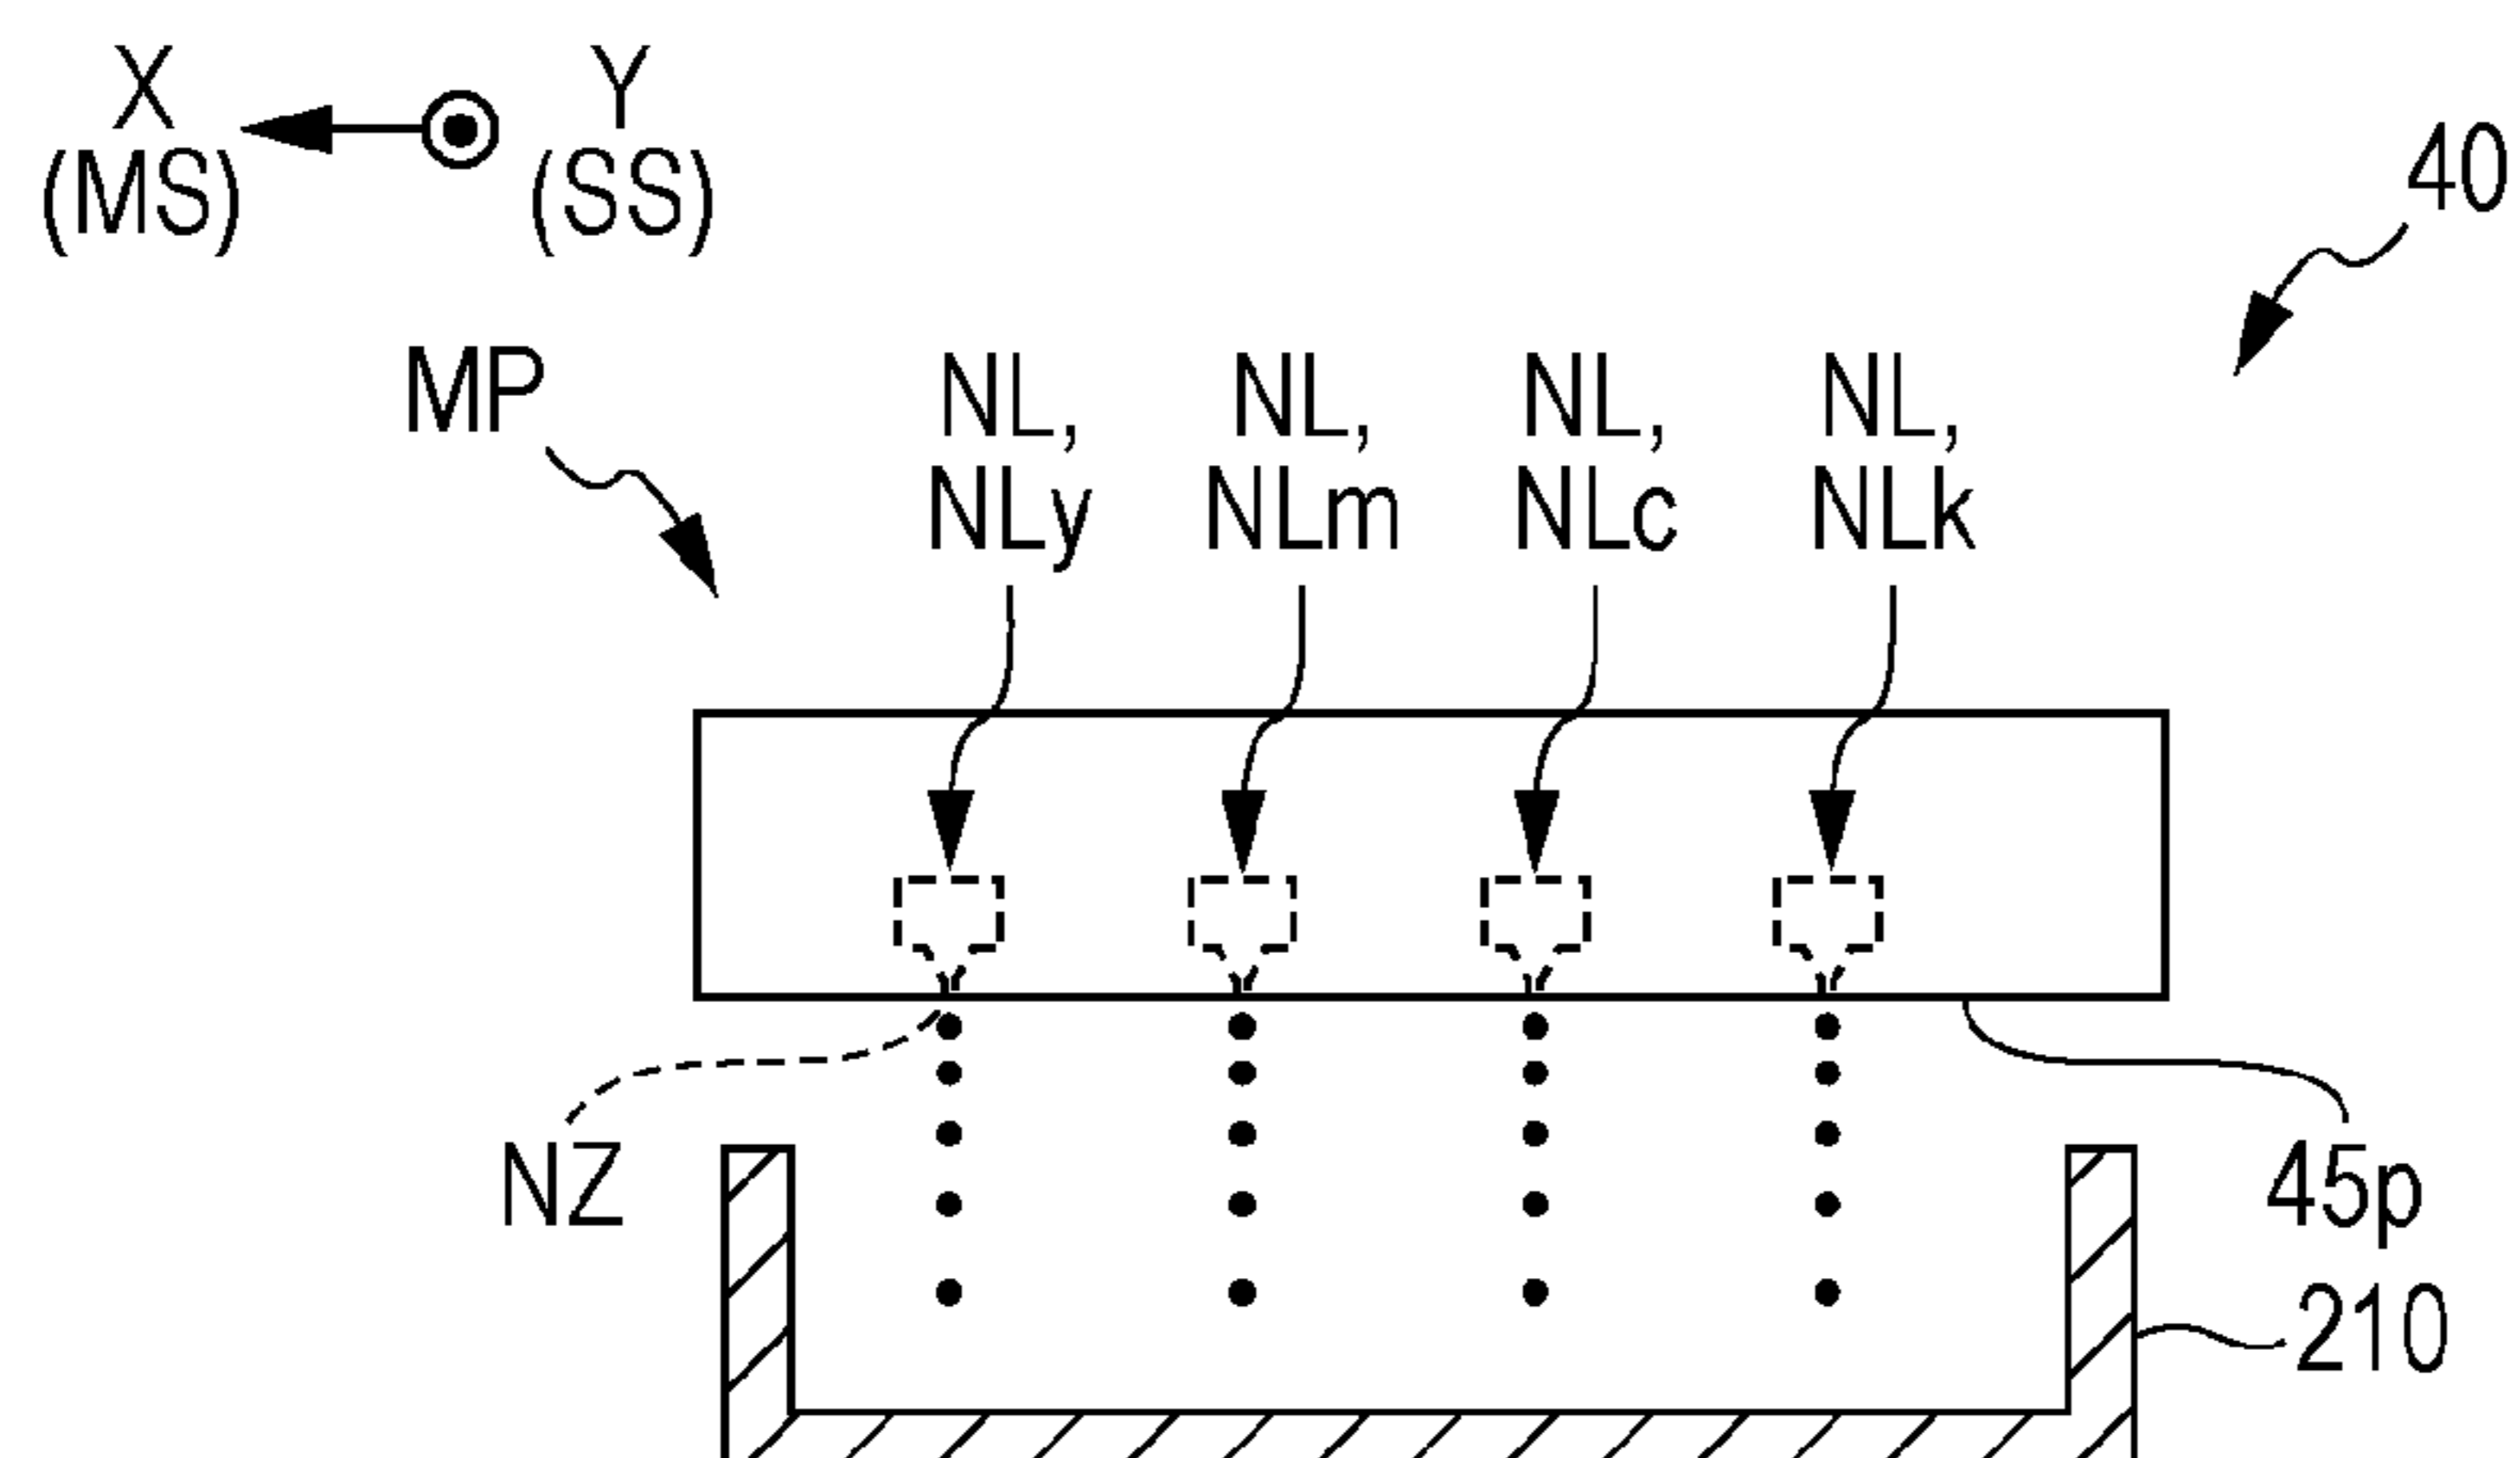 X Y
(MS) (SS)
40
MP
NL, NL, NL, NL,
NLy NLm NLc NLk
NZ
45p
210